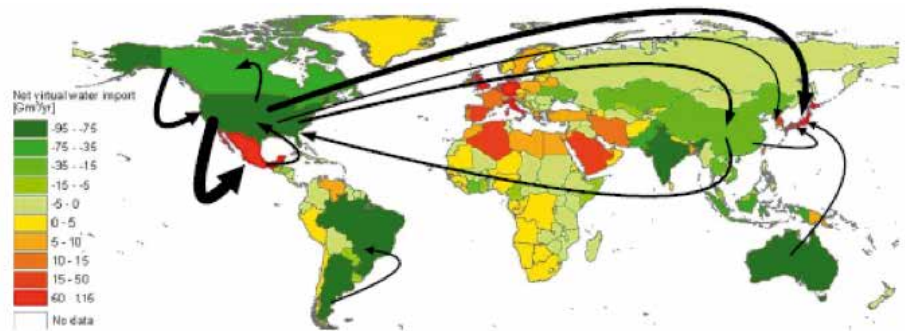 Net virtual water import
[Gm³/yr]
-95 - -75
-75 - -35
-35 - -15
-15 - -5
-5 - 0
0 - 5
5 - 10
10 - 15
15 - 50
60 - 115
No data